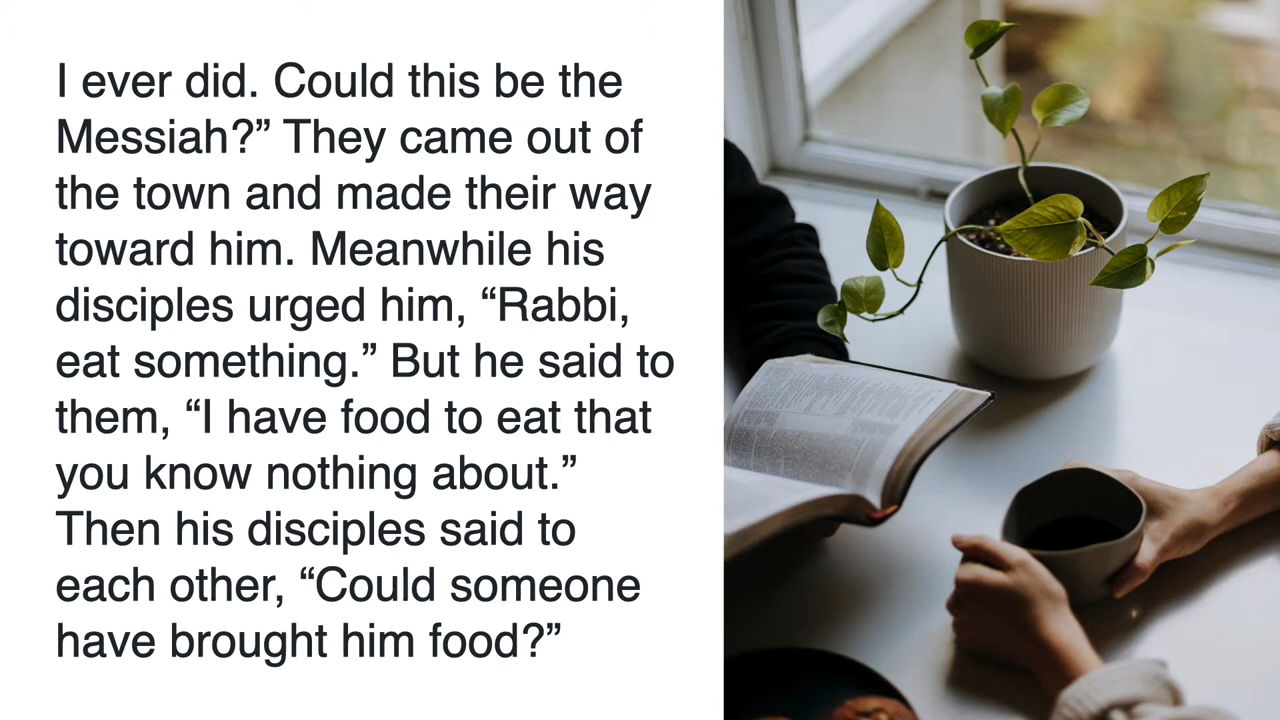 I ever did. Could this be the
Messiah?” They came out of
the town and made their way
toward him. Meanwhile his
disciples urged him, “Rabbi,
eat something.” But he said to
them, “I have food to eat that
you know nothing about.”
Then his disciples said to
each other, “Could someone
have brought him food?”